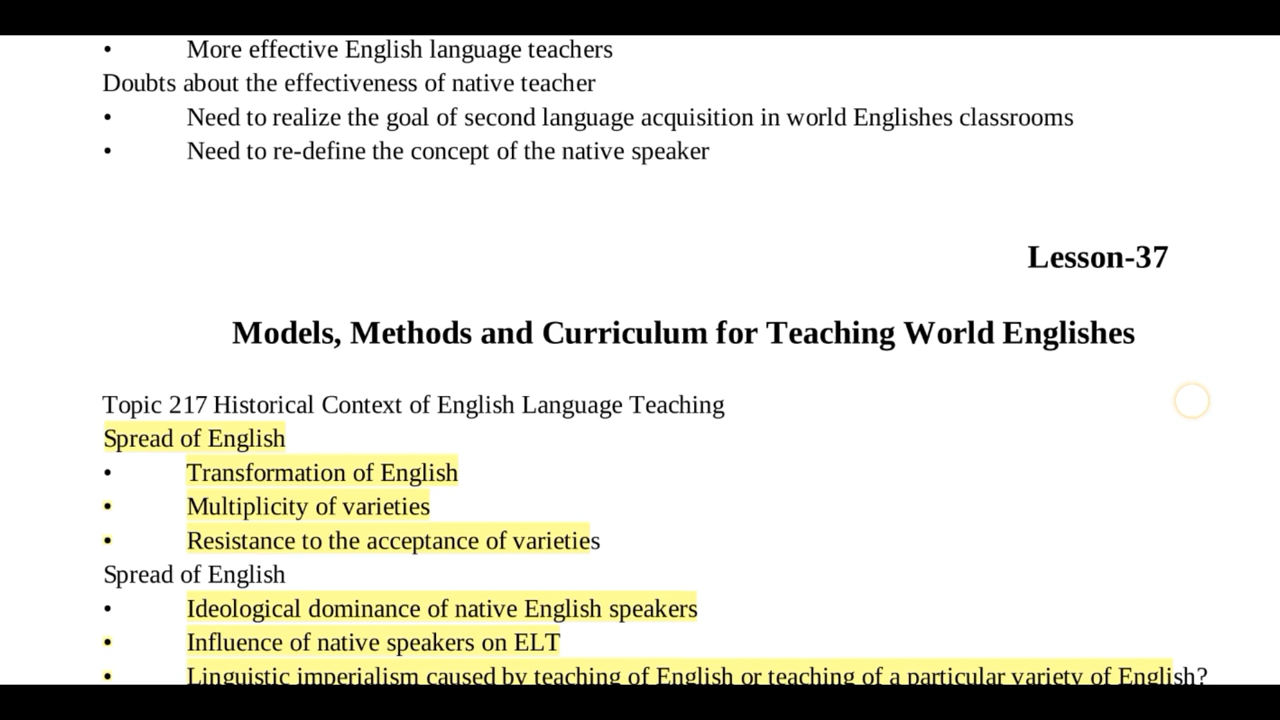 • More effective English language teachers
Doubts about the effectiveness of native teacher
• Need to realize the goal of second language acquisition in world Englishes classrooms
• Need to re-define the concept of the native speaker
Lesson-37
Models, Methods and Curriculum for Teaching World Englishes
Topic 217 Historical Context of English Language Teaching
Spread of English
• Transformation of English
• Multiplicity of varieties
• Resistance to the acceptance of varieties
Spread of English
• Ideological dominance of native English speakers
• Influence of native speakers on ELT
• Linguistic imperialism caused by teaching of English or teaching of a particular variety of English?